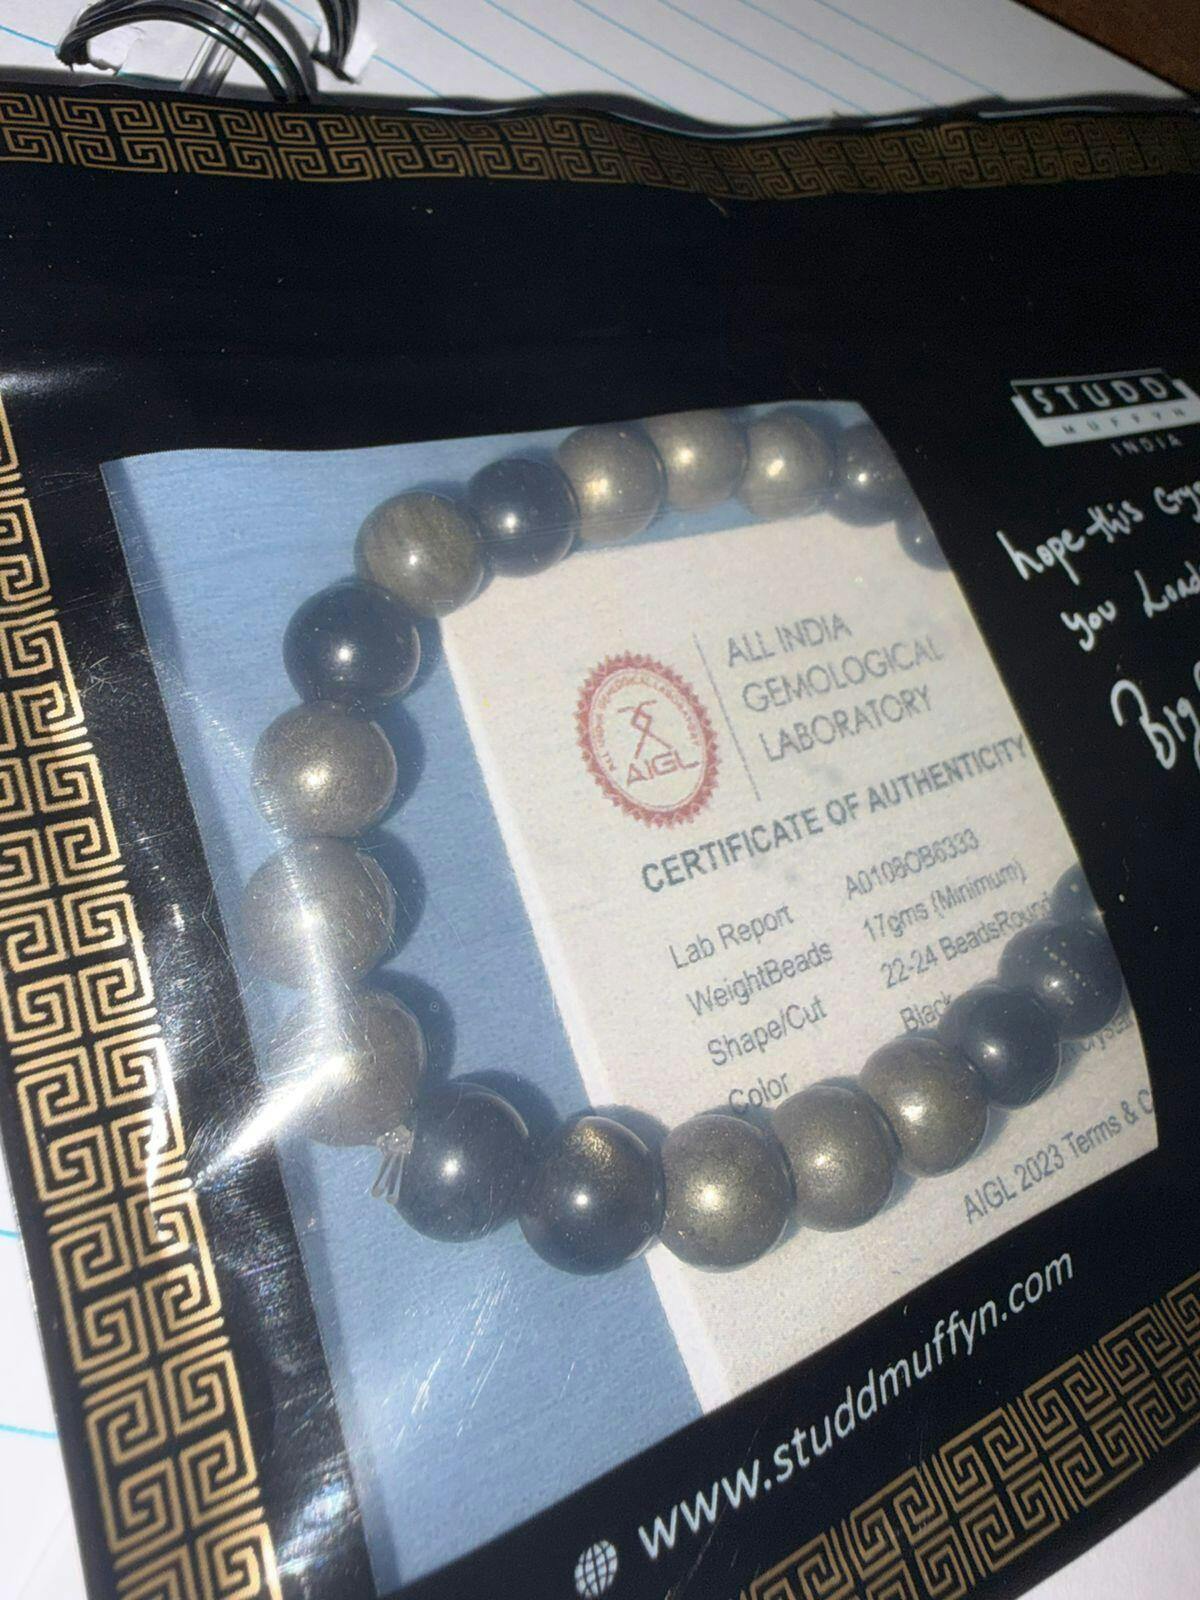 STUDD
MUFFYN
INDIA
hope this
you
ALL INDIA
GEMOLOGICAL
LABORATORY
AIGL
CERTIFICATE OF AUTHENTICITY
Lab Report A0108OB6333
WeightBeads 17gms (Minimum)
Shape/Cut 22-24 BeadsRound
Color Black
AIGL 2023 Terms &
www.studdmuffyn.com